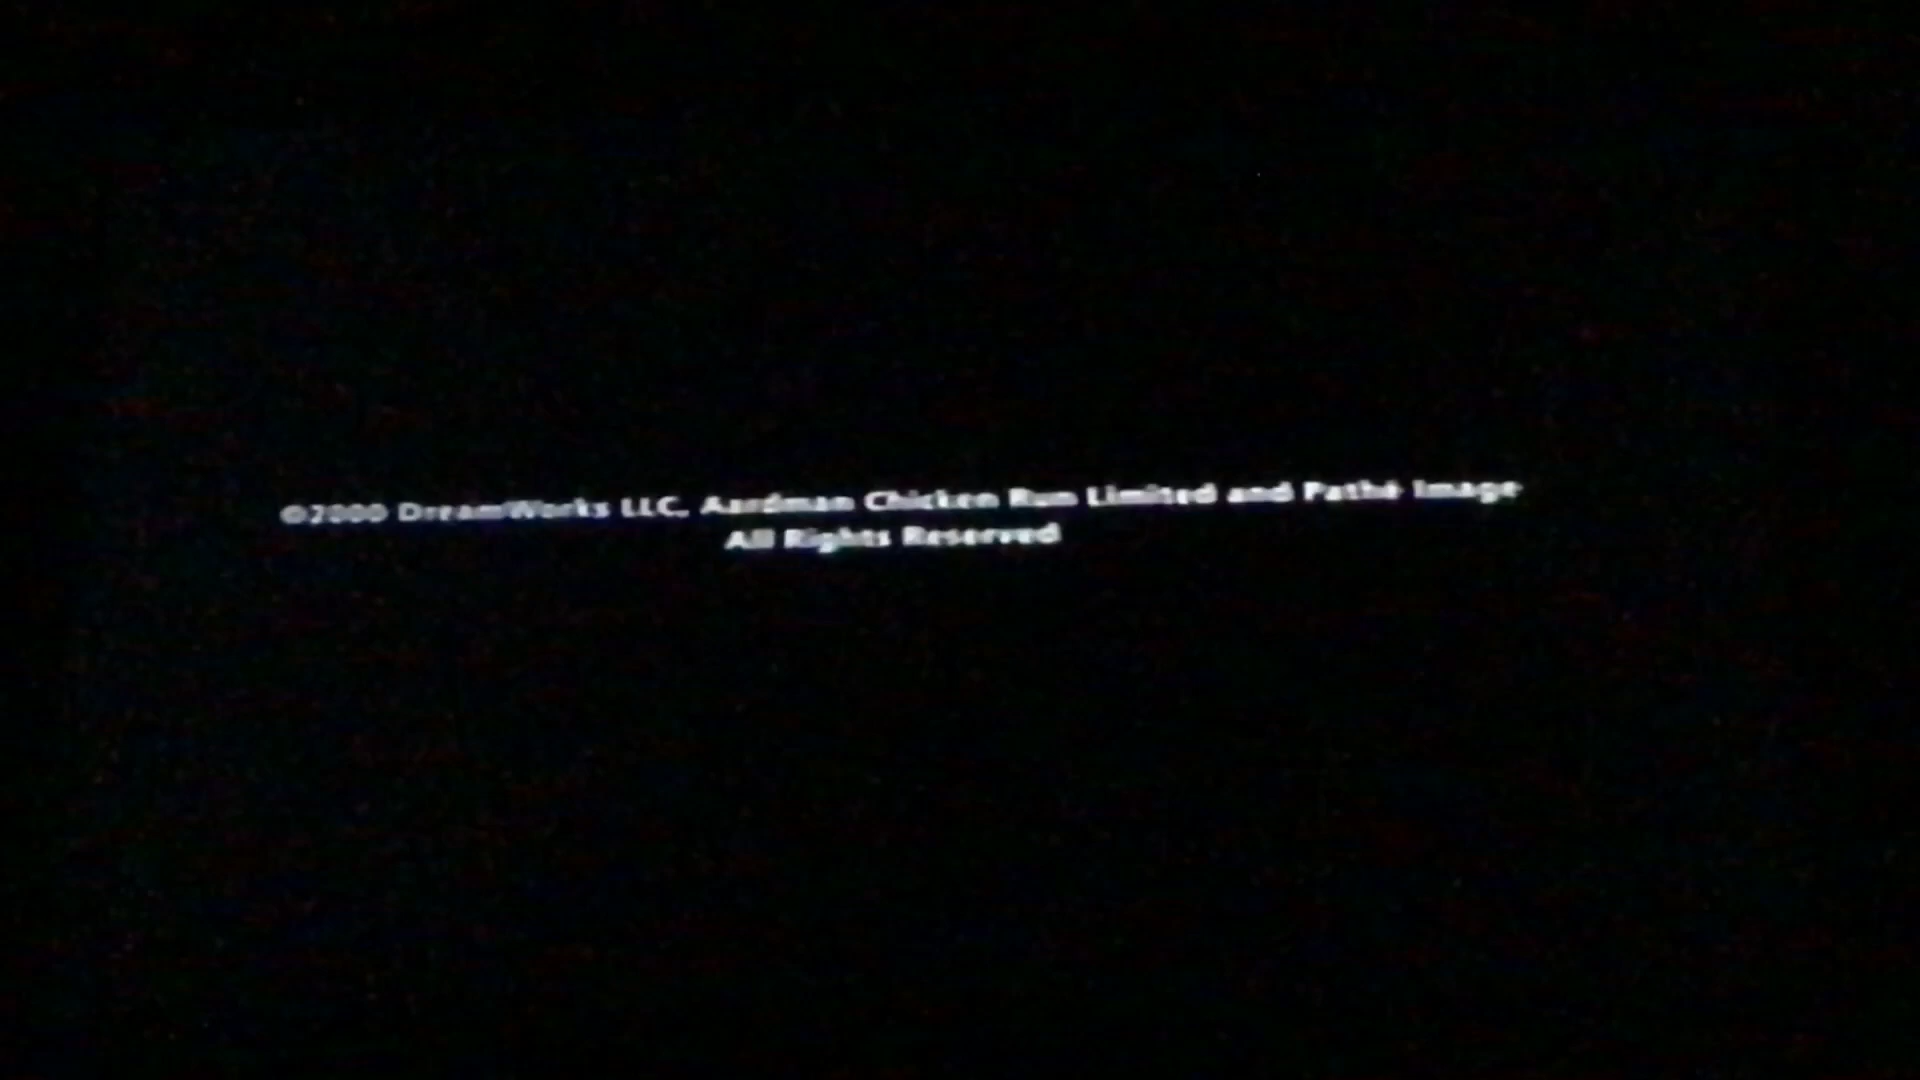 ©2000 DreamWorks LLC, Aardman Chicken Run Limited and Pathé Image
All Rights Reserved